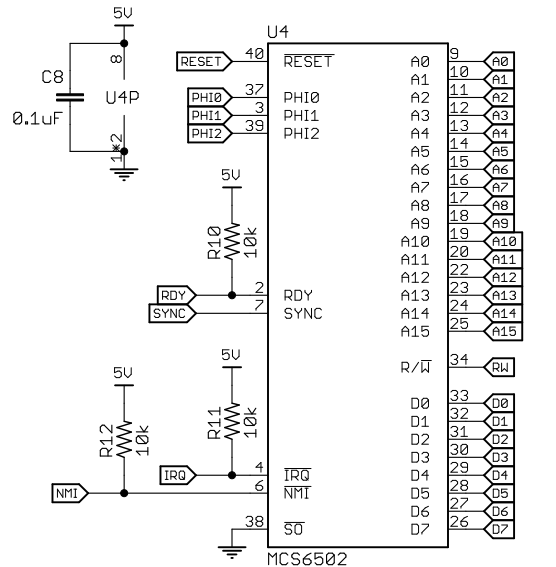 5V
U4
8
C8
U4P
0.1uF
1*2
RESET 40 RESET A0 9 A0
A1 10 A1
PHI0 37 PHI0 A2 11 A2
PHI1 3 PHI1 A3 12 A3
PHI2 39 PHI2 A4 13 A4
A5 14 A5
A6 15 A6
5V
A7 16 A7
A8 17 A8
A9 18 A9
R10 10k
A10 19 A10
A11 20 A11
A12 22 A12
RDY 2 RDY A13 23 A13
SYNC 7 SYNC A14 24 A14
A15 25 A15
5V
R/W 34 RW
5V
D0 33 D0
R11 10k
D1 32 D1
R12 10k
D2 31 D2
D3 30 D3
IRQ 4 IRQ D4 29 D4
NMI 6 NMI D5 28 D5
D6 27 D6
38 SO D7 26 D7
MCS6502